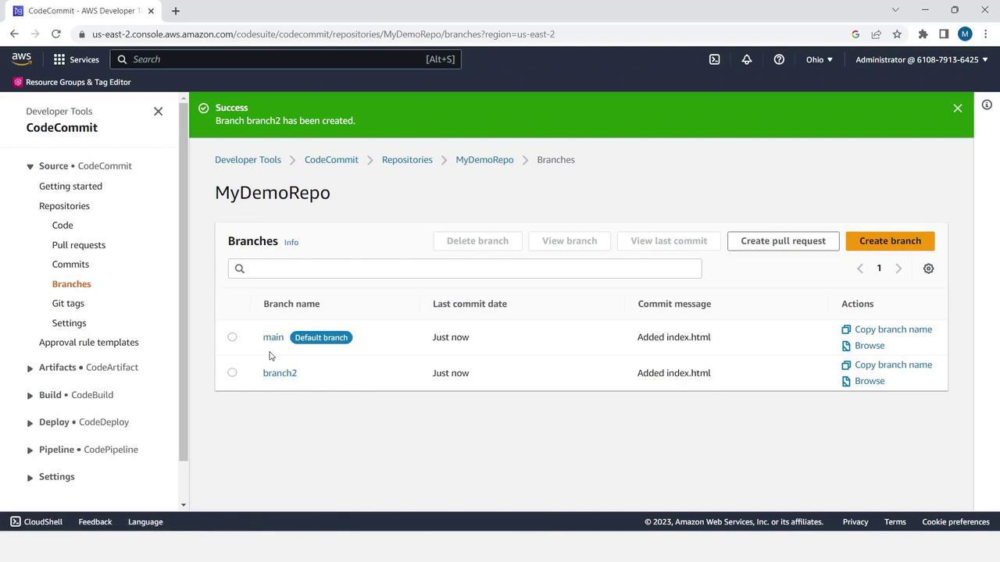 CodeCommit - AWS Developer T
us-east-2.console.aws.amazon.com/codesuite/codecommit/repositories/MyDemoRepo/branches?region=us-east-2
G
M
aws
Services
Search
[Alt+S]
Ohio
Administrator @ 6108-7913-6425
Resource Groups & Tag Editor
Developer Tools
CodeCommit
Source • CodeCommit
Getting started
Repositories
Code
Pull requests
Commits
Branches
Git tags
Settings
Approval rule templates
Artifacts • CodeArtifact
Build • CodeBuild
Deploy • CodeDeploy
Pipeline • CodePipeline
Settings
Success
Branch branch2 has been created.
Developer Tools
CodeCommit
Repositories
MyDemoRepo
Branches
MyDemoRepo
Branches Info
Delete branch
View branch
View last commit
Create pull request
Create branch
1
Branch name Last commit date Commit message Actions
main Default branch Just now Added index.html Copy branch name
Browse
branch2 Just now Added index.html Copy branch name
Browse
CloudShell Feedback Language © 2023, Amazon Web Services, Inc. or its affiliates. Privacy Terms Cookie preferences